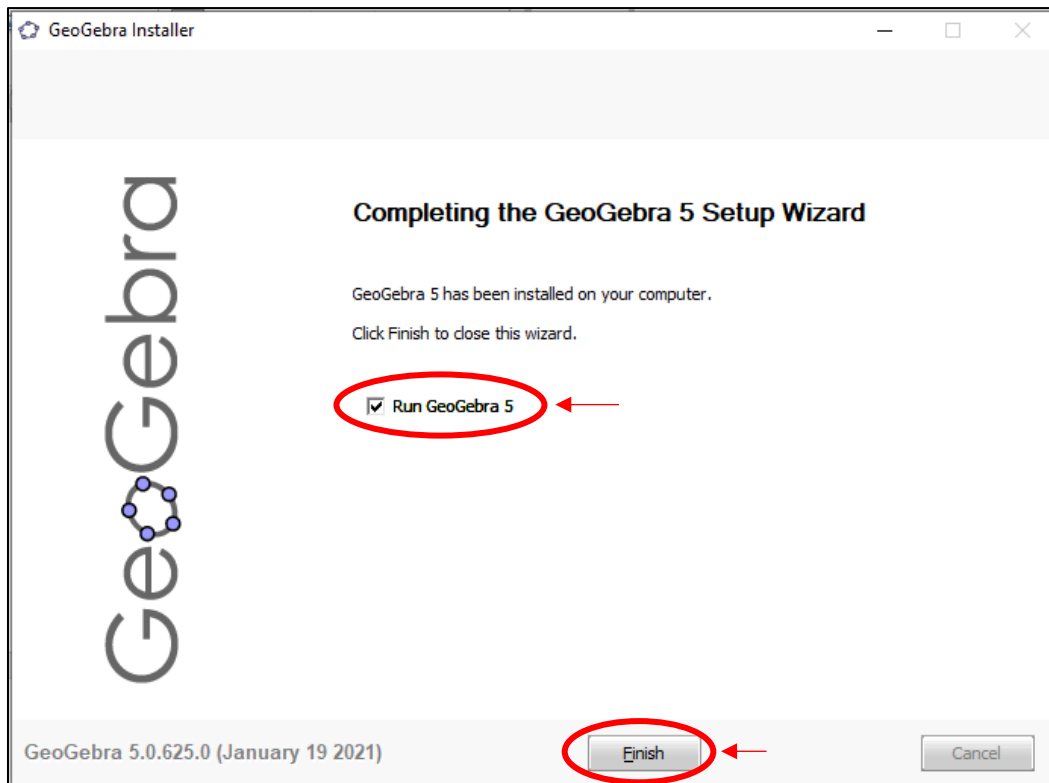 GeoGebra Installer
GeoGebra
Completing the GeoGebra 5 Setup Wizard
GeoGebra 5 has been installed on your computer.
Click Finish to close this wizard.
Run GeoGebra 5
GeoGebra 5.0.625.0 (January 19 2021)
Finish
Cancel